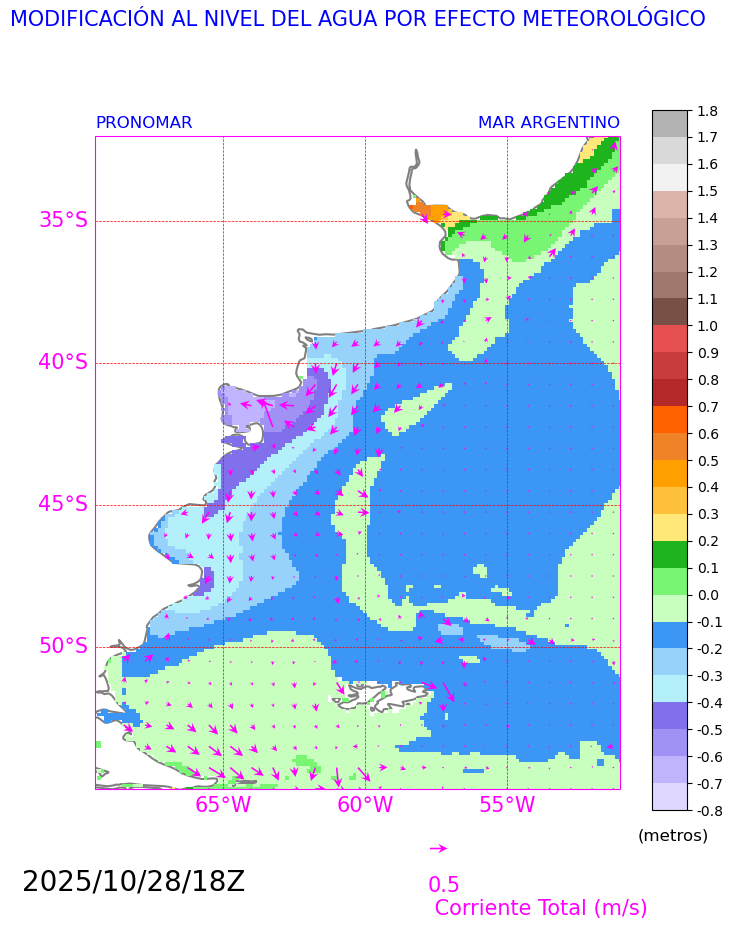 MODIFICACIÓN AL NIVEL DEL AGUA POR EFECTO METEOROLÓGICO
PRONOMAR MAR ARGENTINO
35°S
40°S
45°S
50°S
65°W 60°W 55°W
1.8
1.7
1.6
1.5
1.4
1.3
1.2
1.1
1.0
0.9
0.8
0.7
0.6
0.5
0.4
0.3
0.2
0.1
0.0
-0.1
-0.2
-0.3
-0.4
-0.5
-0.6
-0.7
-0.8
(metros)
2025/10/28/18Z
0.5
Corriente Total (m/s)